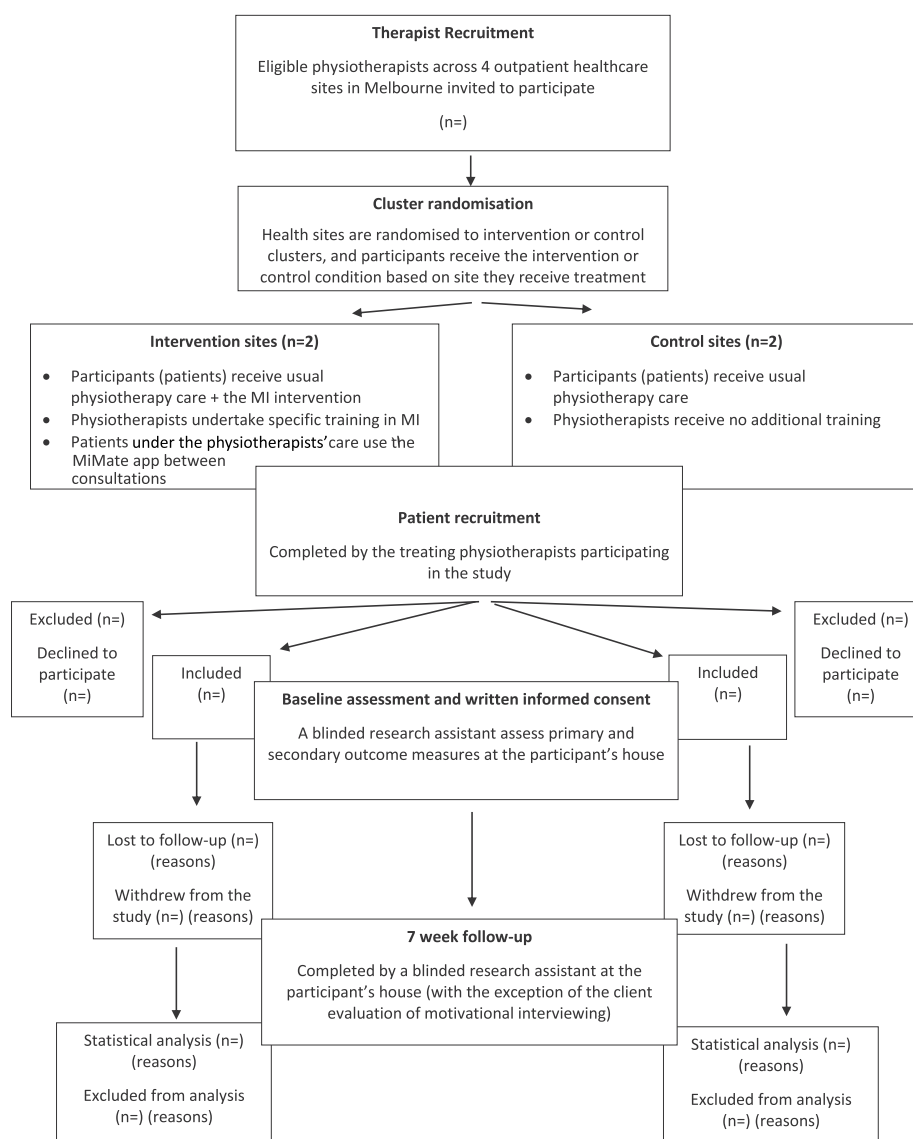 Therapist Recruitment
Eligible physiotherapists across 4 outpatient healthcare
sites in Melbourne invited to participate
(n=)
Cluster randomisation
Health sites are randomised to intervention or control
clusters, and participants receive the intervention or
control condition based on site they receive treatment
Intervention sites (n=2)
• Participants (patients) receive usual
physiotherapy care + the MI intervention
• Physiotherapists undertake specific training in MI
• Patients under the physiotherapists' care use the
MiMate app between
consultations
Control sites (n=2)
• Participants (patients) receive usual
physiotherapy care
• Physiotherapists receive no additional training
Patient recruitment
Completed by the treating physiotherapists participating
in the study
Excluded (n=)
Declined to
participate
(n=)
Included
(n=)
Included
(n=)
Excluded (n=)
Declined to
participate
(n=)
Baseline assessment and written informed consent
A blinded research assistant assess primary and
secondary outcome measures at the participant's house
Lost to follow-up (n=)
(reasons)
Withdrew from the
study (n=) (reasons)
Lost to follow-up (n=)
(reasons)
Withdrew from the
study (n=) (reasons)
7 week follow-up
Completed by a blinded research assistant at the
participant's house (with the exception of the client
evaluation of motivational interviewing)
Statistical analysis (n=)
(reasons)
Excluded from analysis
(n=) (reasons)
Statistical analysis (n=)
(reasons)
Excluded from analysis
(n=) (reasons)